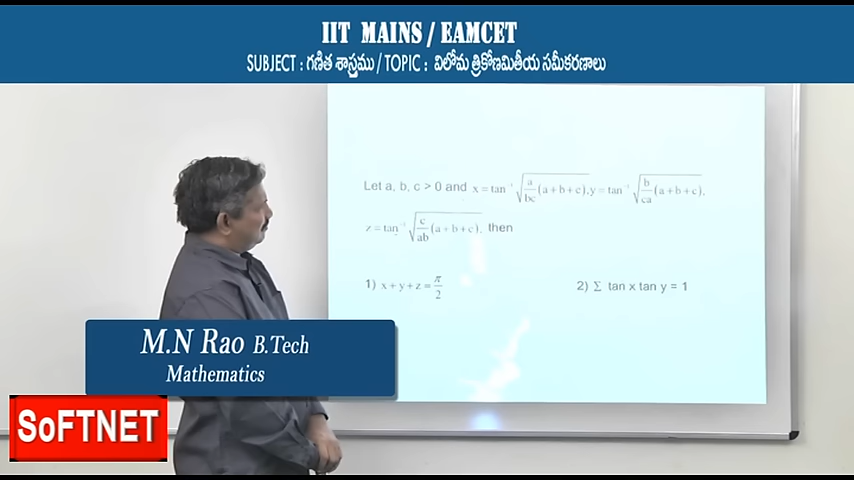 IIT MAINS / EAMCET
SUBJECT : గణిత శాస్త్రము / TOPIC : విలోమ త్రికోణమితీయ సమీకరణాలు
Let a, b, c > 0 and x = tan⁻¹ √(a/bc (a + b + c)), y = tan⁻¹ √(b/ca (a + b + c)),
z = tan⁻¹ √(c/ab (a + b + c)), then
1) x + y + z = π/2 2) Σ tan x tan y = 1
M.N Rao B.Tech
Mathematics
SoFTNET